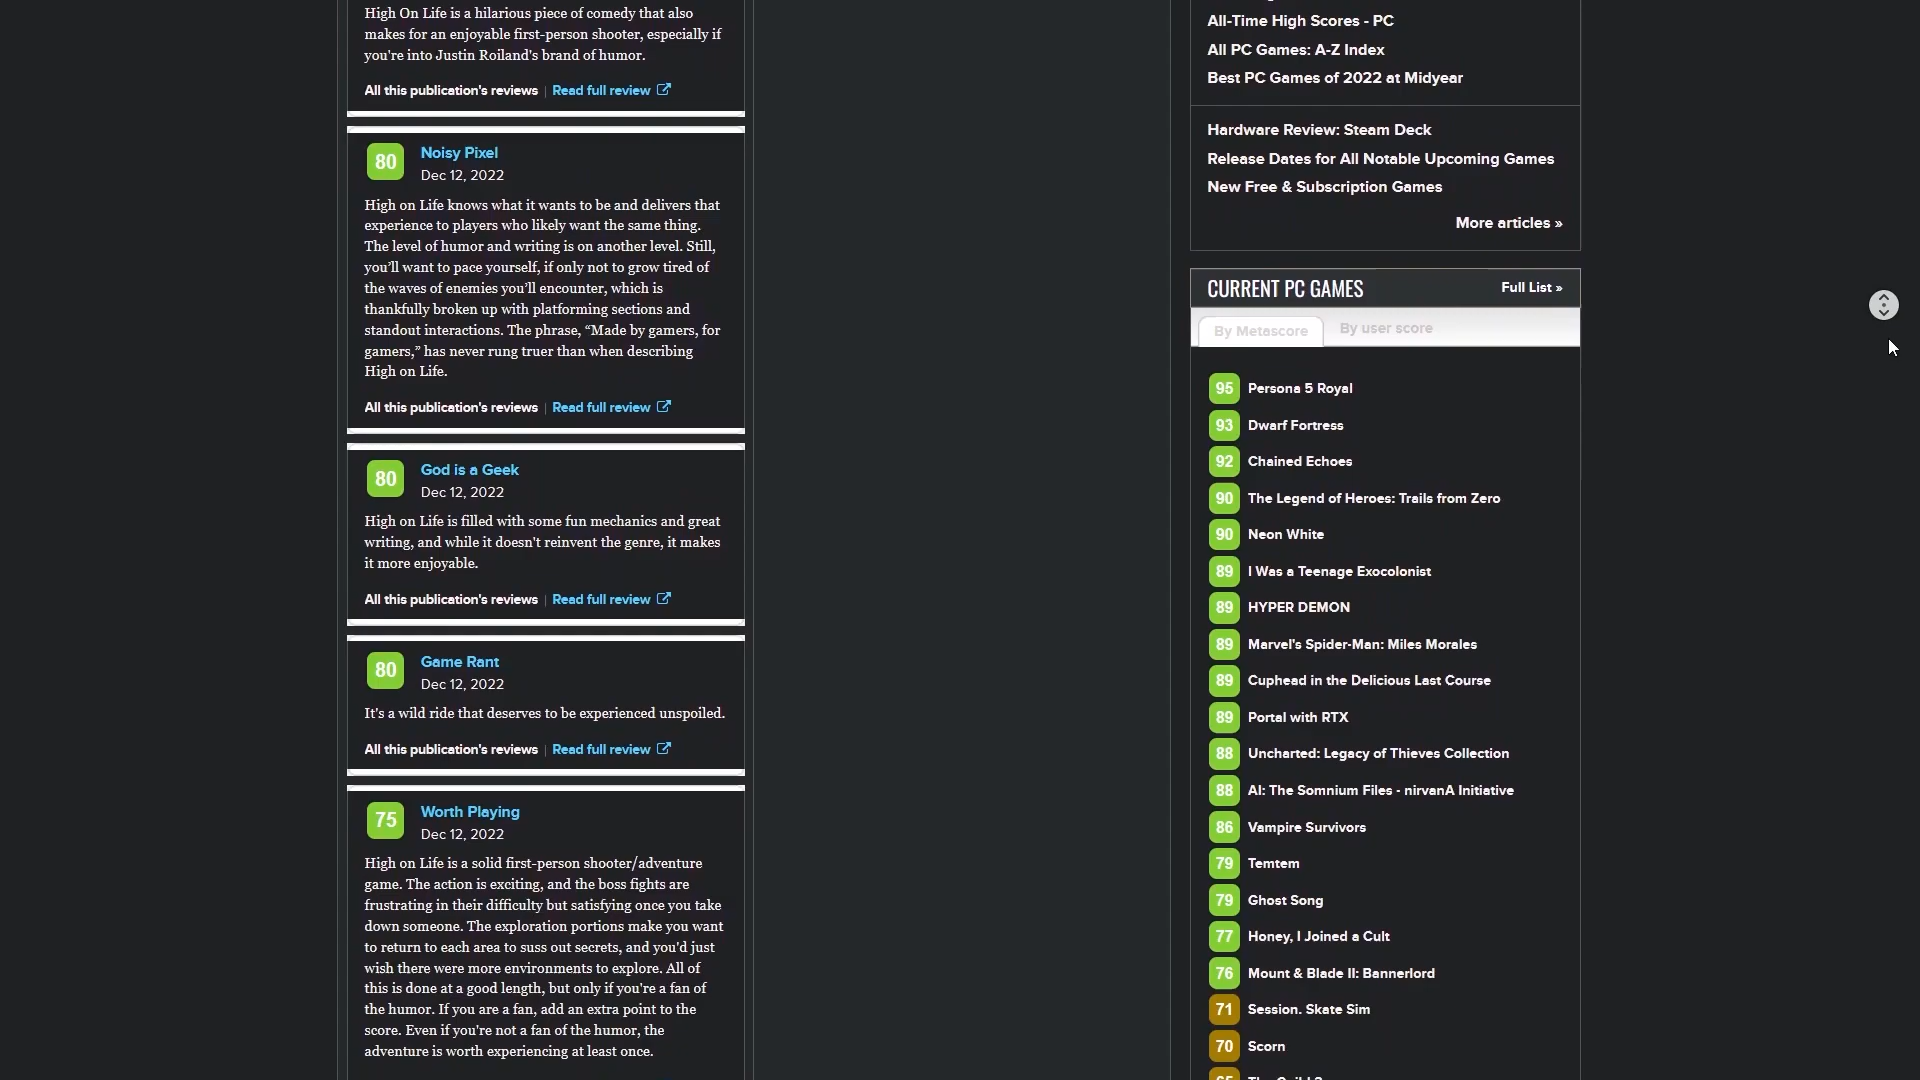 High On Life is a hilarious piece of comedy that also
makes for an enjoyable first-person shooter, especially if
you're into Justin Roiland's brand of humor.
All this publication's reviews | Read full review
80
Noisy Pixel
Dec 12, 2022
High on Life knows what it wants to be and delivers that
experience to players who likely want the same thing.
The level of humor and writing is on another level. Still,
you’ll want to pace yourself, if only not to grow tired of
the waves of enemies you’ll encounter, which is
thankfully broken up with platforming sections and
standout interactions. The phrase, “Made by gamers, for
gamers,” has never rung truer than when describing
High on Life.
All this publication's reviews | Read full review
80
God is a Geek
Dec 12, 2022
High on Life is filled with some fun mechanics and great
writing, and while it doesn't reinvent the genre, it makes
it more enjoyable.
All this publication's reviews | Read full review
80
Game Rant
Dec 12, 2022
It's a wild ride that deserves to be experienced unspoiled.
All this publication's reviews | Read full review
75
Worth Playing
Dec 12, 2022
High on Life is a solid first-person shooter/adventure
game. The action is exciting, and the boss fights are
frustrating in their difficulty but satisfying once you take
down someone. The exploration portions make you want
to return to each area to suss out secrets, and you'd just
wish there were more environments to explore. All of
this is done at a good length, but only if you're a fan of
the humor. If you are a fan, add an extra point to the
score. Even if you're not a fan of the humor, the
adventure is worth experiencing at least once.
All-Time High Scores - PC
All PC Games: A-Z Index
Best PC Games of 2022 at Midyear
Hardware Review: Steam Deck
Release Dates for All Notable Upcoming Games
New Free & Subscription Games
More articles »
CURRENT PC GAMES Full List »
By Metascore By user score
95 Persona 5 Royal
93 Dwarf Fortress
92 Chained Echoes
90 The Legend of Heroes: Trails from Zero
90 Neon White
89 I Was a Teenage Exocolonist
89 HYPER DEMON
89 Marvel's Spider-Man: Miles Morales
89 Cuphead in the Delicious Last Course
89 Portal with RTX
88 Uncharted: Legacy of Thieves Collection
88 AI: The Somnium Files - nirvanA Initiative
86 Vampire Survivors
79 Temtem
79 Ghost Song
77 Honey, I Joined a Cult
76 Mount & Blade II: Bannerlord
71 Session. Skate Sim
70 Scorn